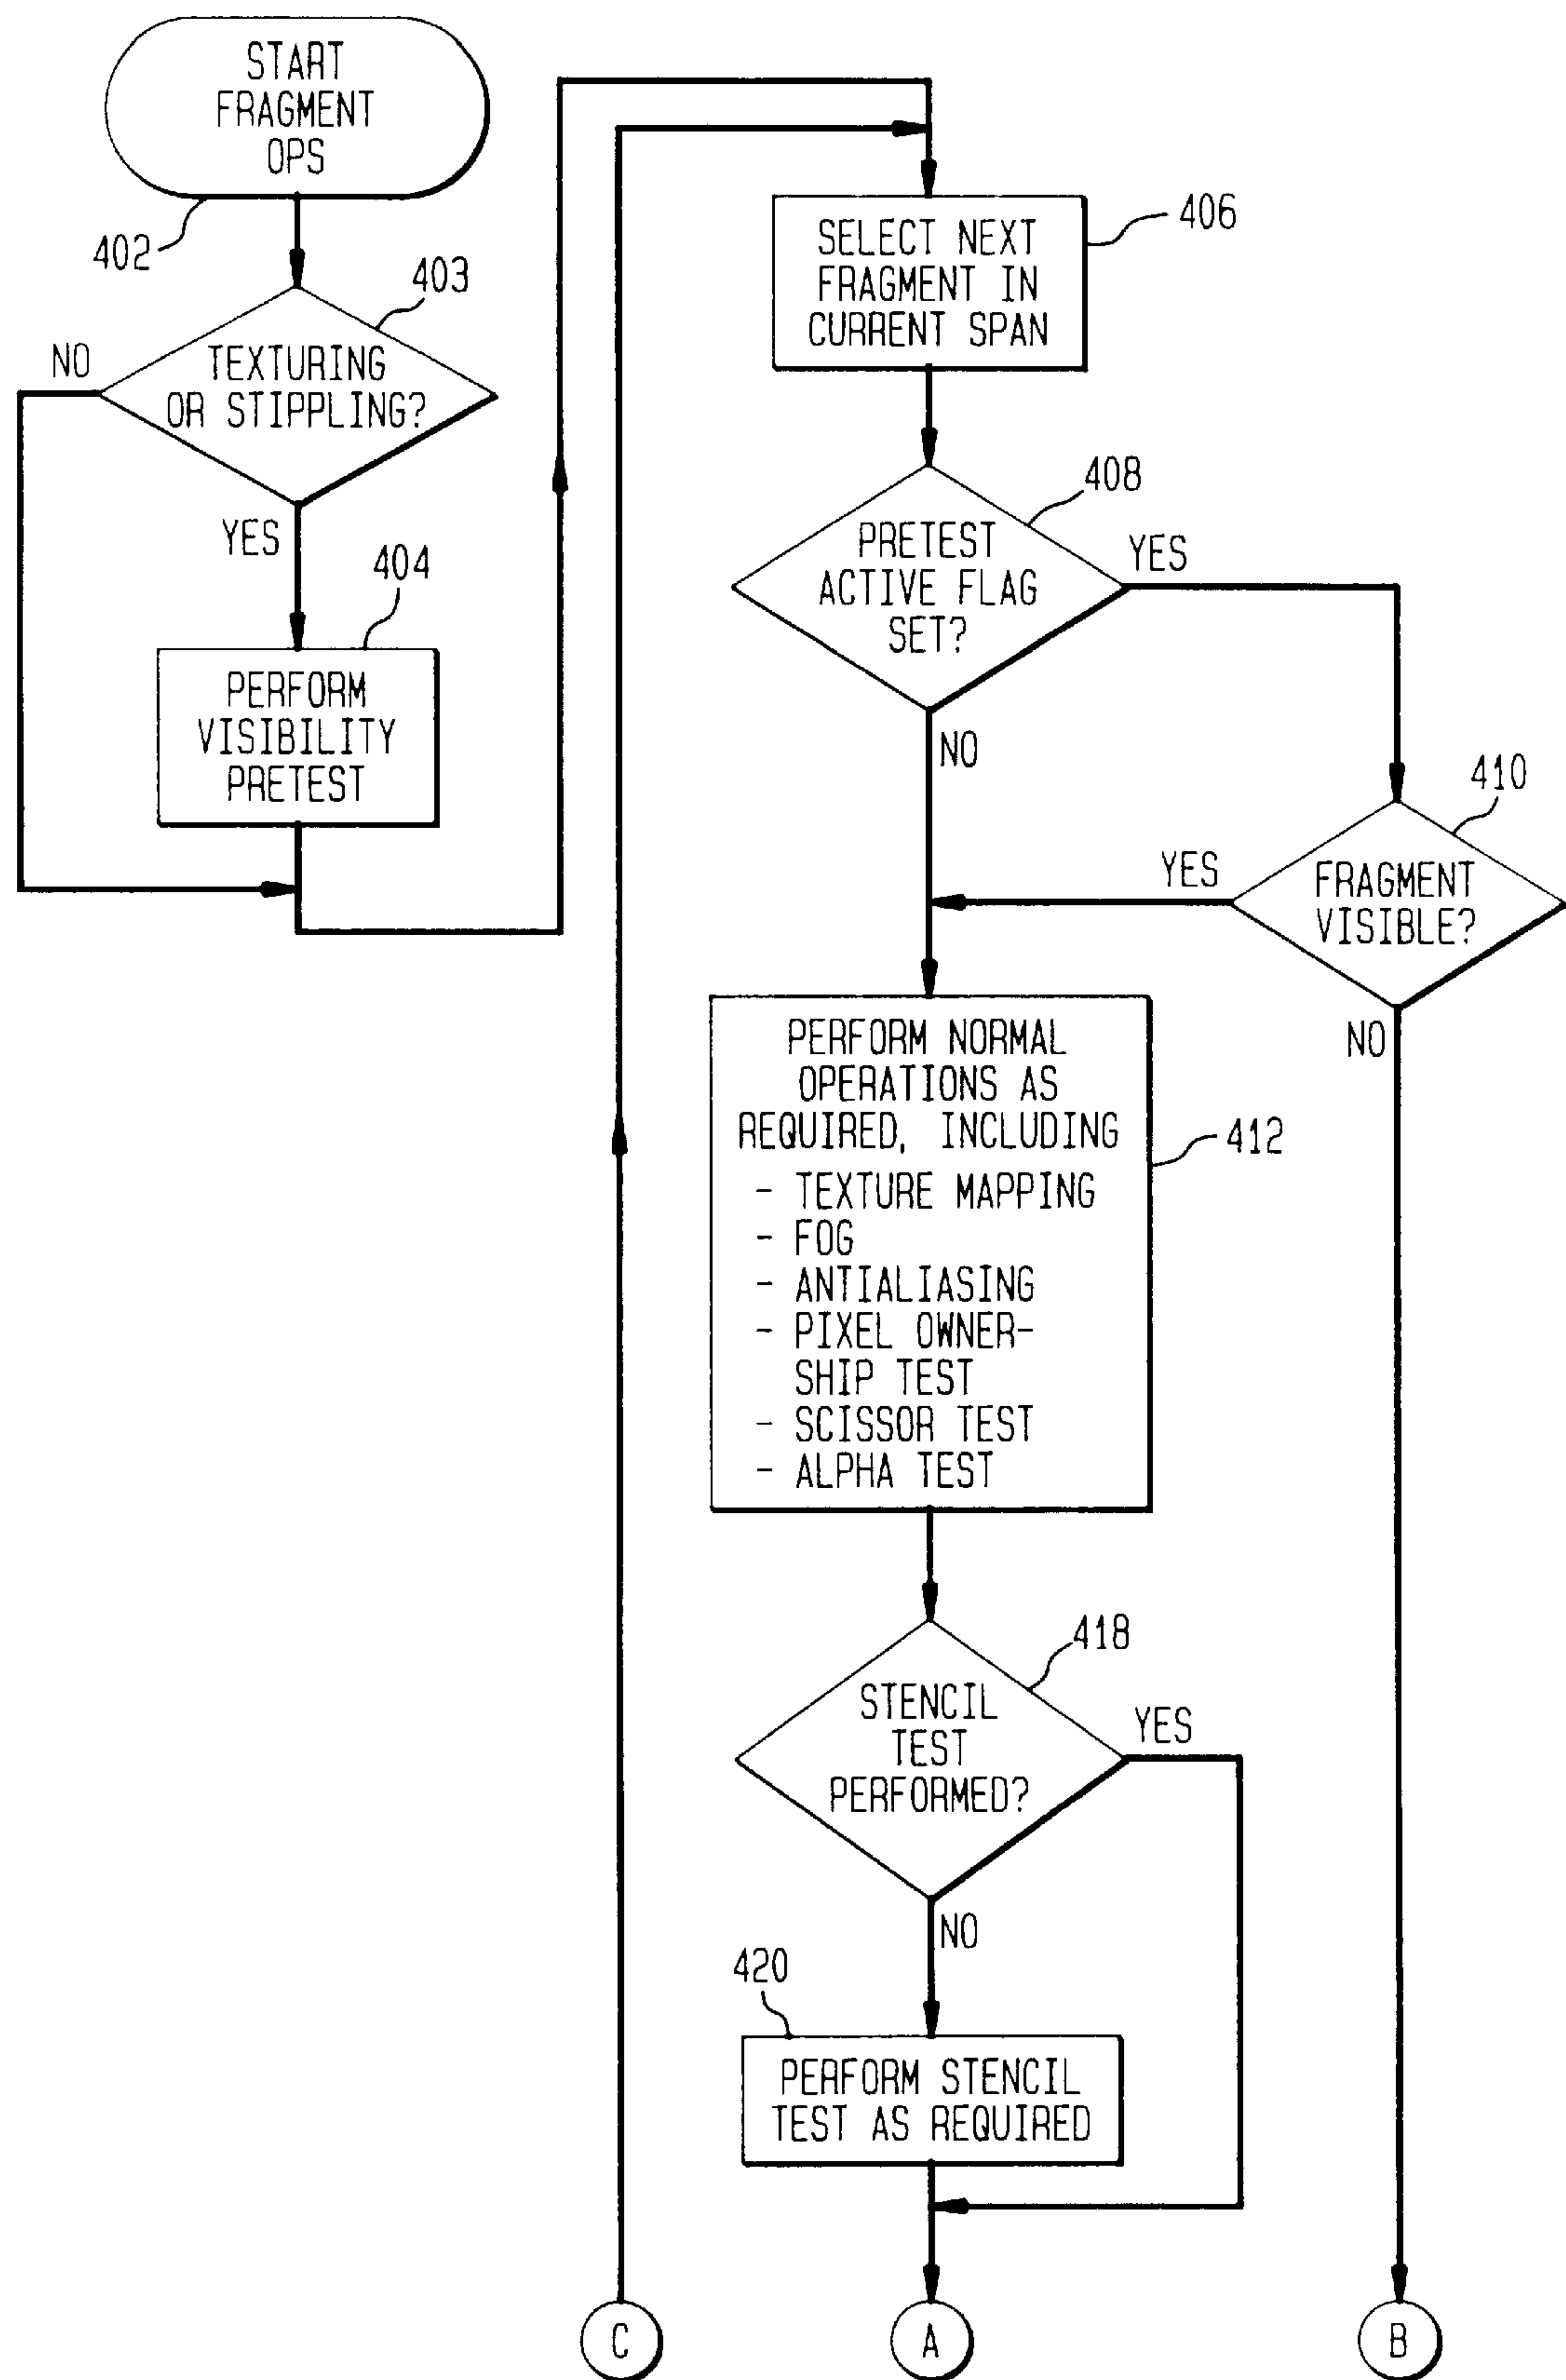 START
FRAGMENT
OPS
402
403
TEXTURING
OR STIPPLING?
NO
YES
404
PERFORM
VISIBILITY
PRETEST
406
SELECT NEXT
FRAGMENT IN
CURRENT SPAN
408
PRETEST
ACTIVE FLAG
SET?
YES
NO
410
FRAGMENT
VISIBLE?
YES
NO
PERFORM NORMAL
OPERATIONS AS
REQUIRED, INCLUDING
- TEXTURE MAPPING
- FOG
- ANTIALIASING
- PIXEL OWNER-
SHIP TEST
- SCISSOR TEST
- ALPHA TEST
412
418
STENCIL
TEST
PERFORMED?
YES
NO
420
PERFORM STENCIL
TEST AS REQUIRED
C
A
B